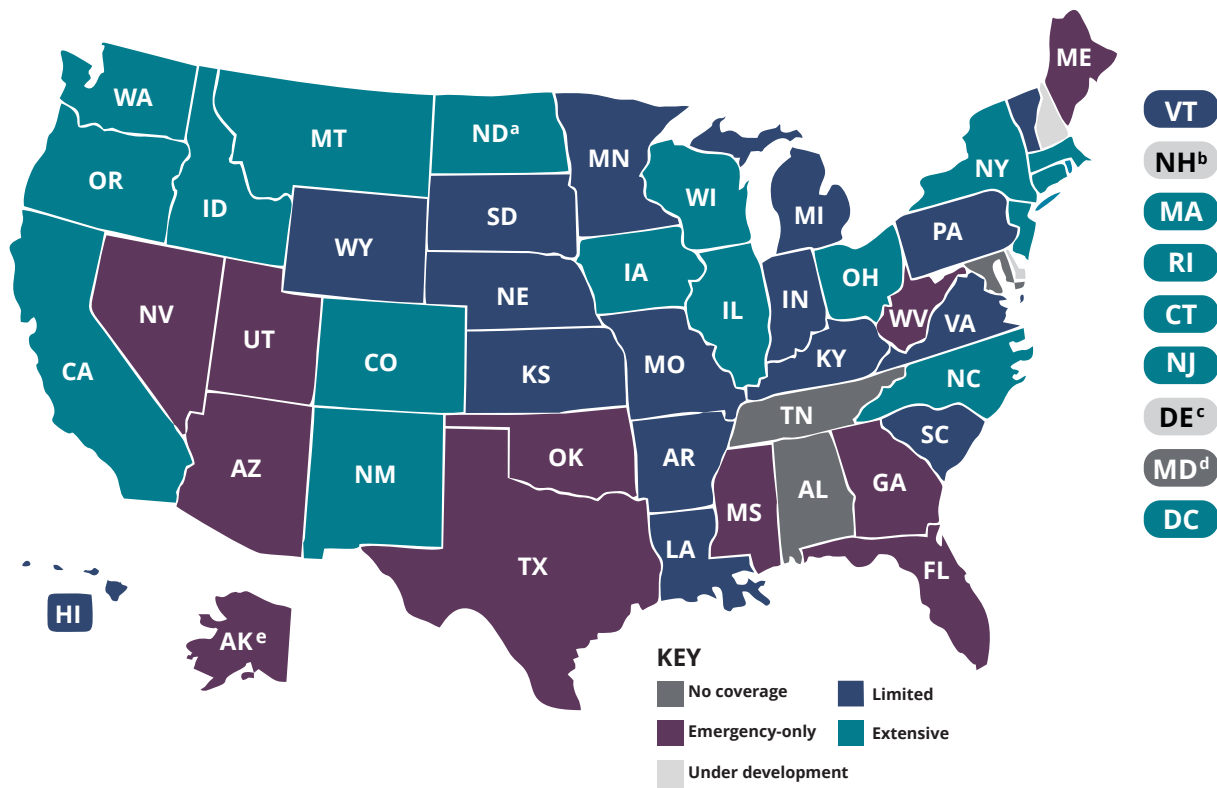 ME
WA
VT
MT
NDᵃ
MN
NHᵇ
OR
NY
WI
ID
MI
MA
SD
WY
PA
RI
IA
OH
NE
IN
IL
CT
NV
WV
VA
UT
CO
KY
MO
NJ
CA
KS
NC
TN
DEᶜ
SC
OK
AR
AZ
MDᵈ
NM
GA
AL
MS
DC
LA
TX
FL
HI
AKᵉ
KEY
No coverage
Limited
Emergency-only
Extensive
Under development